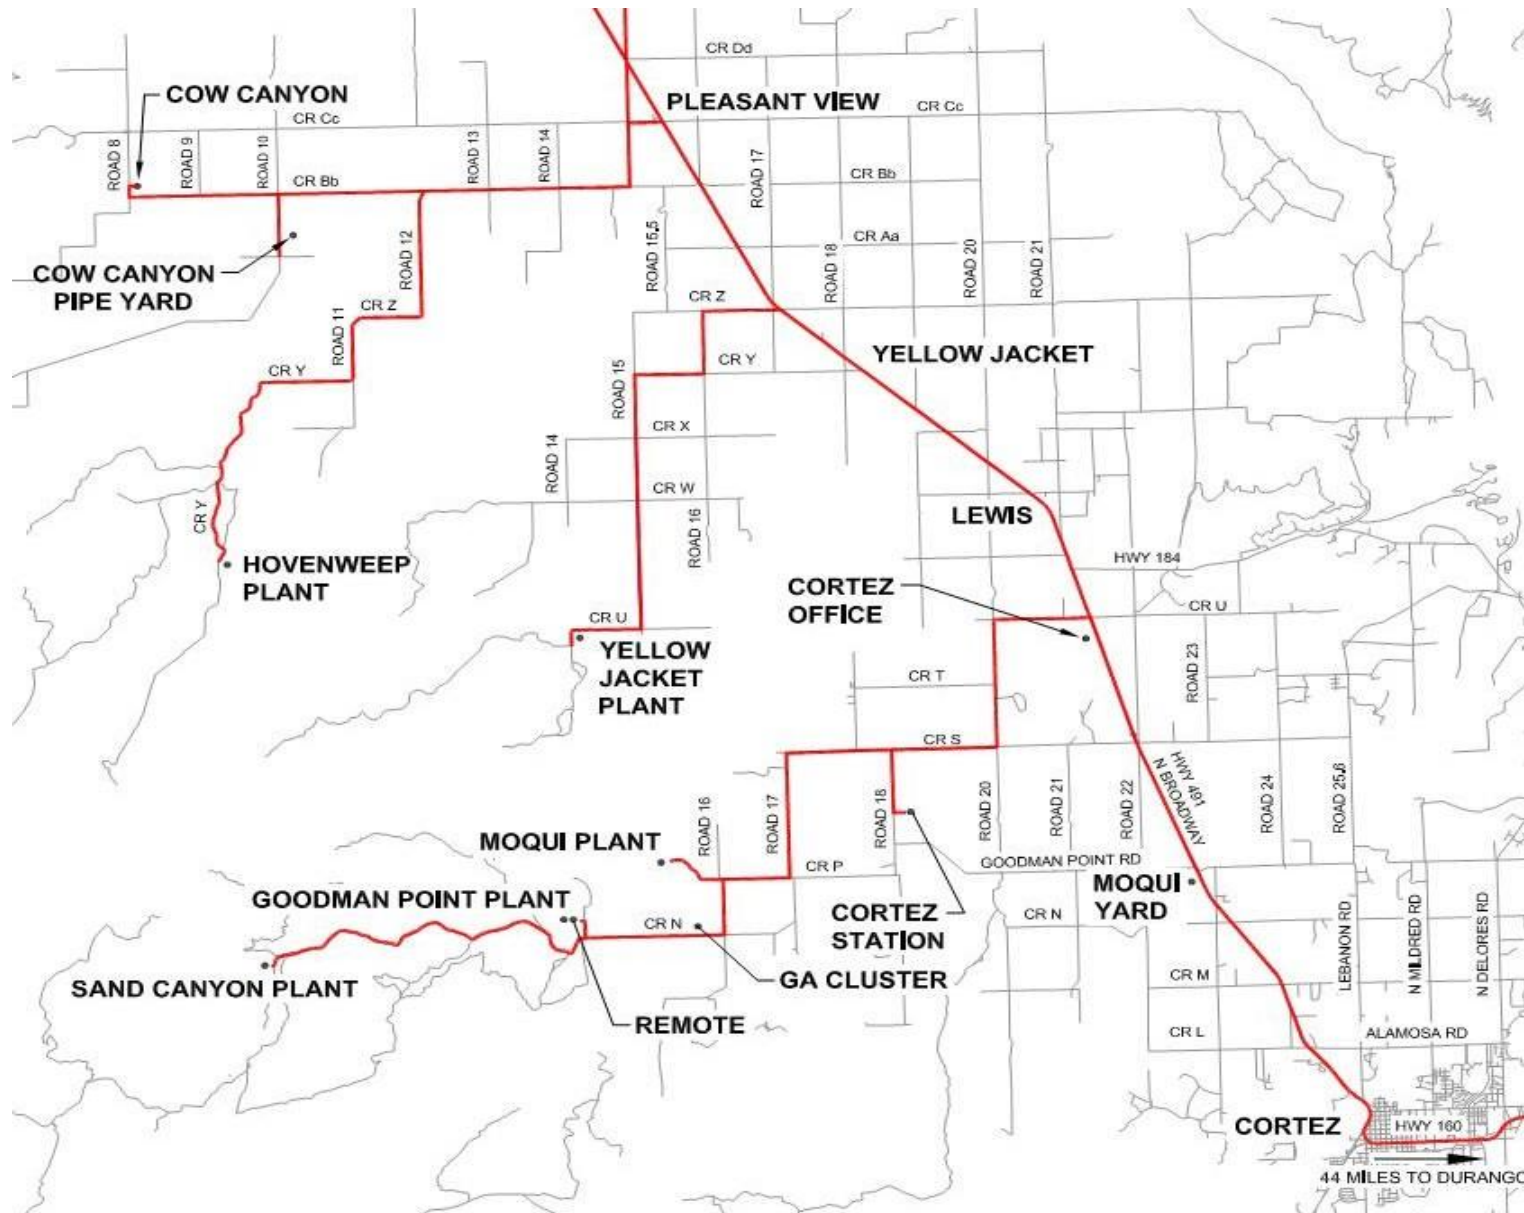 CR Dd
COW CANYON
PLEASANT VIEW
CR Cc
CR Cc
ROAD 8
ROAD 9
ROAD 10
ROAD 13
ROAD 14
ROAD 17
CR Bb
CR Bb
ROAD 12
ROAD 15.5
CR Aa
ROAD 18
ROAD 20
ROAD 21
COW CANYON
PIPE YARD
CR Z
CR Z
ROAD 11
YELLOW JACKET
CR Y
CR Y
ROAD 15
CR X
ROAD 14
CR W
ROAD 16
CR Y
LEWIS
HWY 184
HOVENWEEP
PLANT
CORTEZ
OFFICE
CR U
CR U
YELLOW
JACKET
PLANT
CR T
ROAD 23
CR S
HWY 491
N BROADWAY
ROAD 16
ROAD 17
ROAD 18
ROAD 20
ROAD 21
ROAD 22
ROAD 24
ROAD 25.6
MOQUI PLANT
CR P
GOODMAN POINT RD
MOQUI
YARD
GOODMAN POINT PLANT
CORTEZ
STATION
CR N
CR N
LEBANON RD
N MILDRED RD
N DELORES RD
SAND CANYON PLANT
GA CLUSTER
CR M
REMOTE
CR L
ALAMOSA RD
CORTEZ
HWY 160
44 MILES TO DURANGO